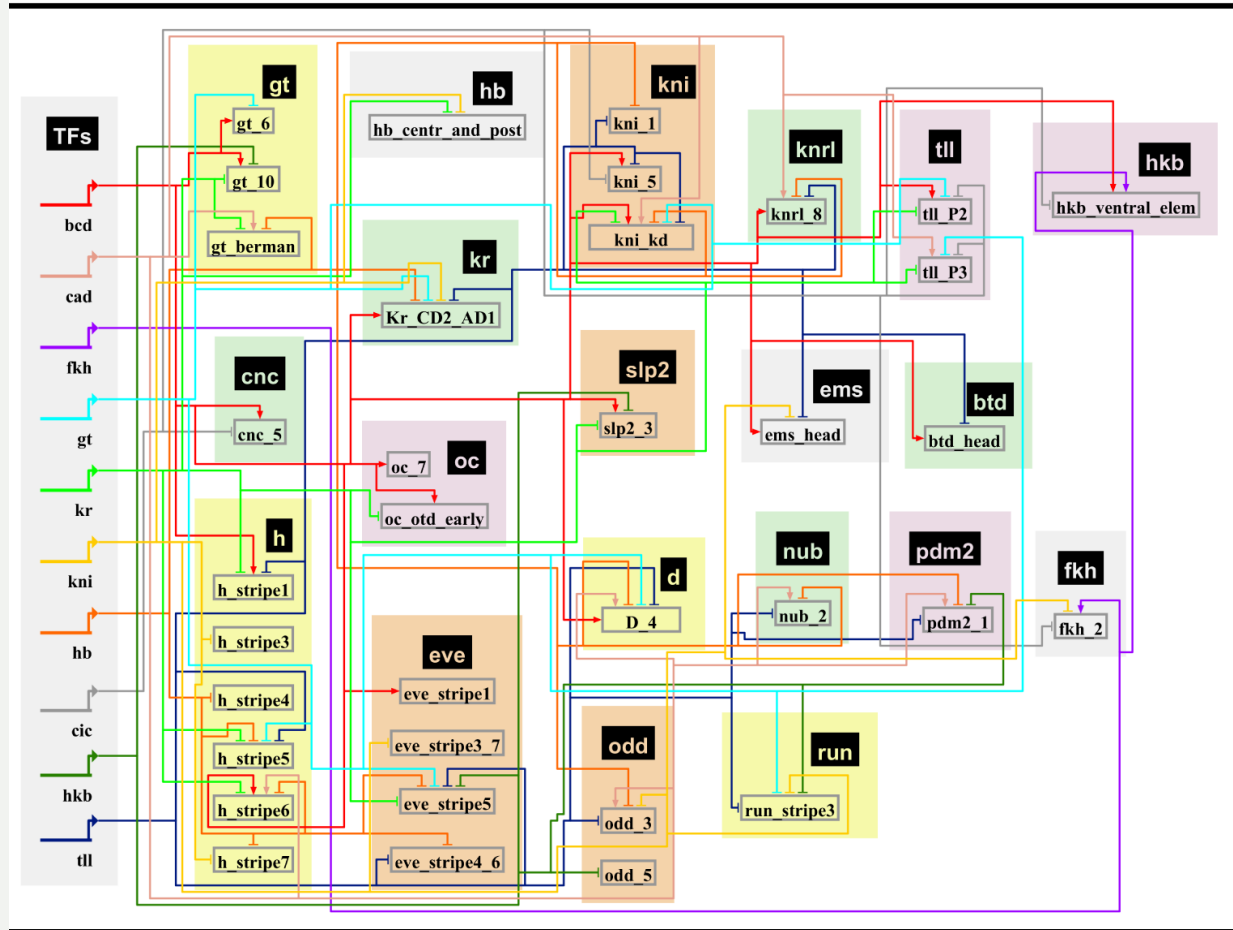 TFs
bcd
cad
fkh
gt
kr
kni
hb
cic
hkb
tll
gt
gt_6
gt_10
gt_berman
hb
hb_centr_and_post
kni
kni_1
kni_5
kni_kd
knrl
knrl_8
tll
tll_P2
tll_P3
hkb
hkb_ventral_elem
kr
Kr_CD2_AD1
cnc
cnc_5
slp2
slp2_3
ems
ems_head
btd
btd_head
oc
oc_7
oc_otd_early
h
h_stripe1
h_stripe3
h_stripe4
h_stripe5
h_stripe6
h_stripe7
eve
eve_stripe1
eve_stripe3_7
eve_stripe5
eve_stripe4_6
d
D_4
nub
nub_2
pdm2
pdm2_1
fkh
fkh_2
odd
odd_3
odd_5
run
run_stripe3